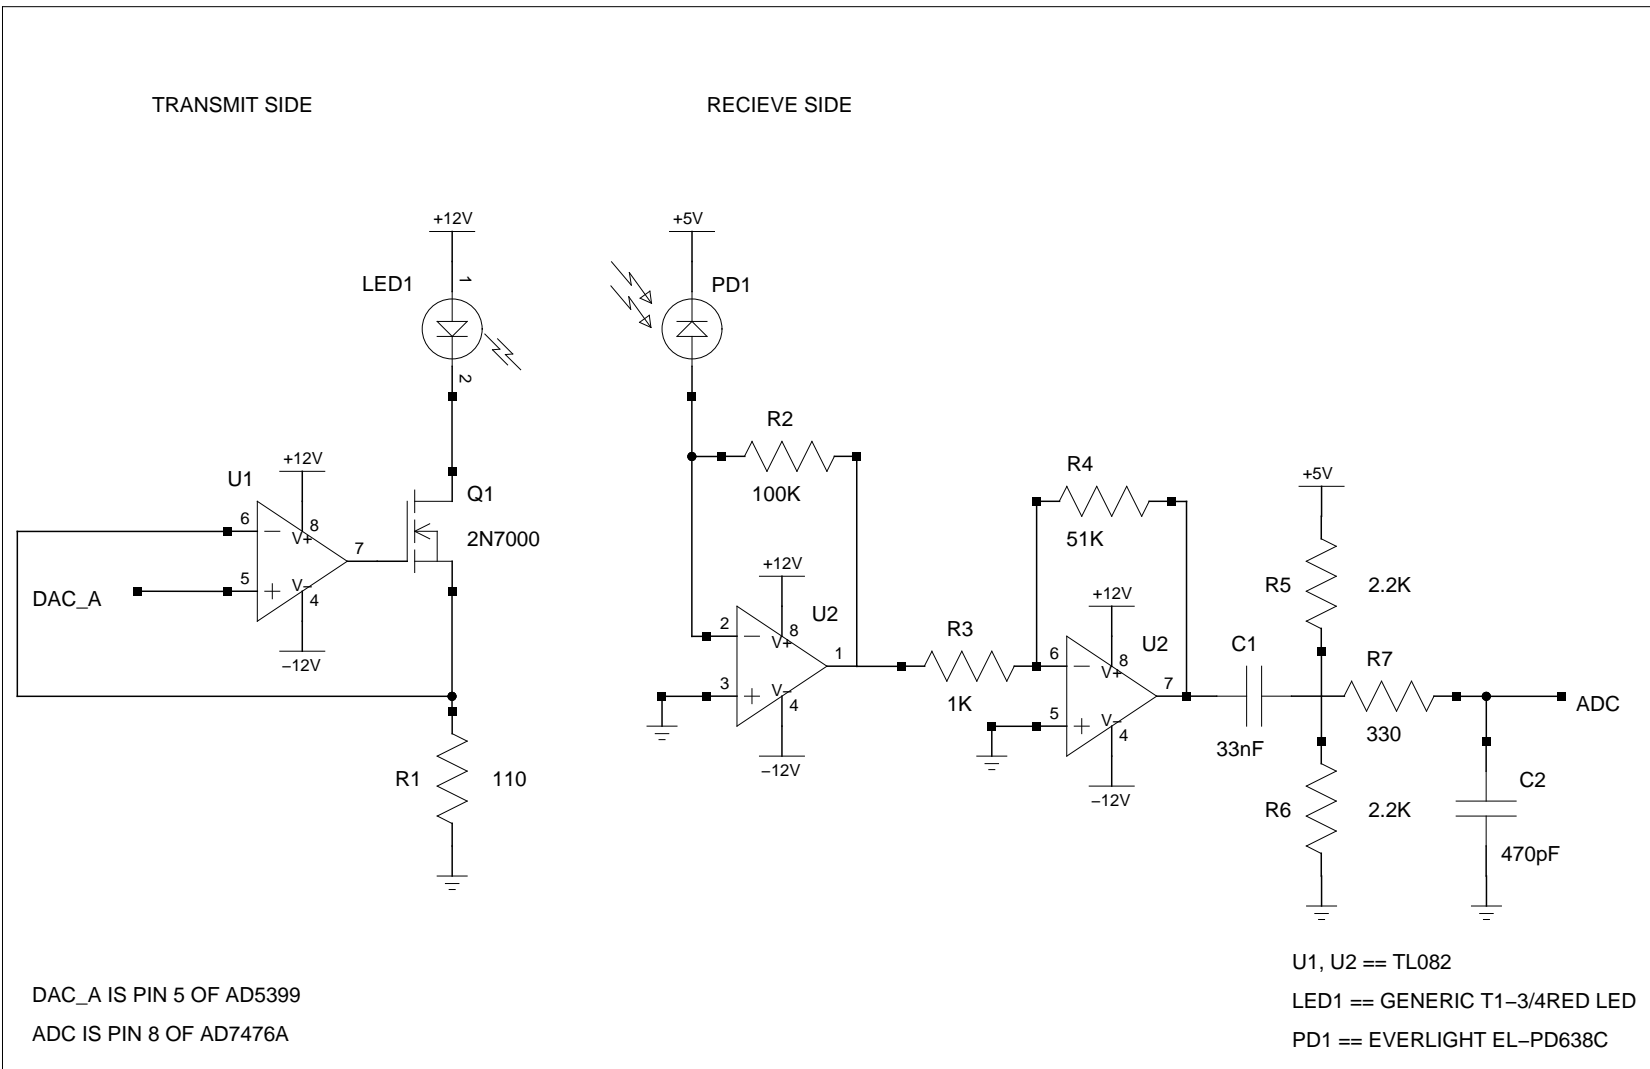 TRANSMIT SIDE
RECIEVE SIDE
+12V
LED1
1
2
+5V
PD1
R2
100K
U1
+12V
6
5
8
V+
V−
4
7
−12V
DAC_A
Q1
2N7000
R1
110
+12V
U2
2
3
8
V+
V−
4
1
−12V
R3
1K
R4
51K
+12V
U2
6
5
8
V+
V−
4
7
−12V
C1
33nF
+5V
R5
2.2K
R7
330
ADC
R6
2.2K
C2
470pF
DAC_A IS PIN 5 OF AD5399
ADC IS PIN 8 OF AD7476A
U1, U2 == TL082
LED1 == GENERIC T1−3/4RED LED
PD1 == EVERLIGHT EL−PD638C